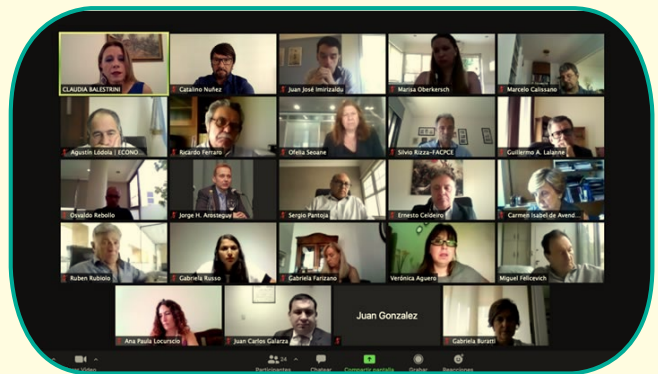 CLAUDIA BALESTRINI
Catalino Nuñez
Juan José Imirizaldu
Marisa Oberkersch
Marcelo Calissano
Agustín Lódola | ECONO
Ricardo Ferraro
Ofelia Seoane
Silvio Rizza-FACPCE
Guillermo A. Lalanne
Osvaldo Rebollo
Jorge H. Arosteguy
Sergio Pantoja
Ernesto Celdeiro
Carmen Isabel de Avend...
Ruben Rubiolo
Gabriela Russo
Gabriela Farizano
Verónica Aguero
Miguel Felicevich
Ana Paula Locurscio
Juan Carlos Galarza
Juan Gonzalez
Gabriela Buratti
34
Participantes
Chatear
Compartir pantalla
Grabar
Reacciones